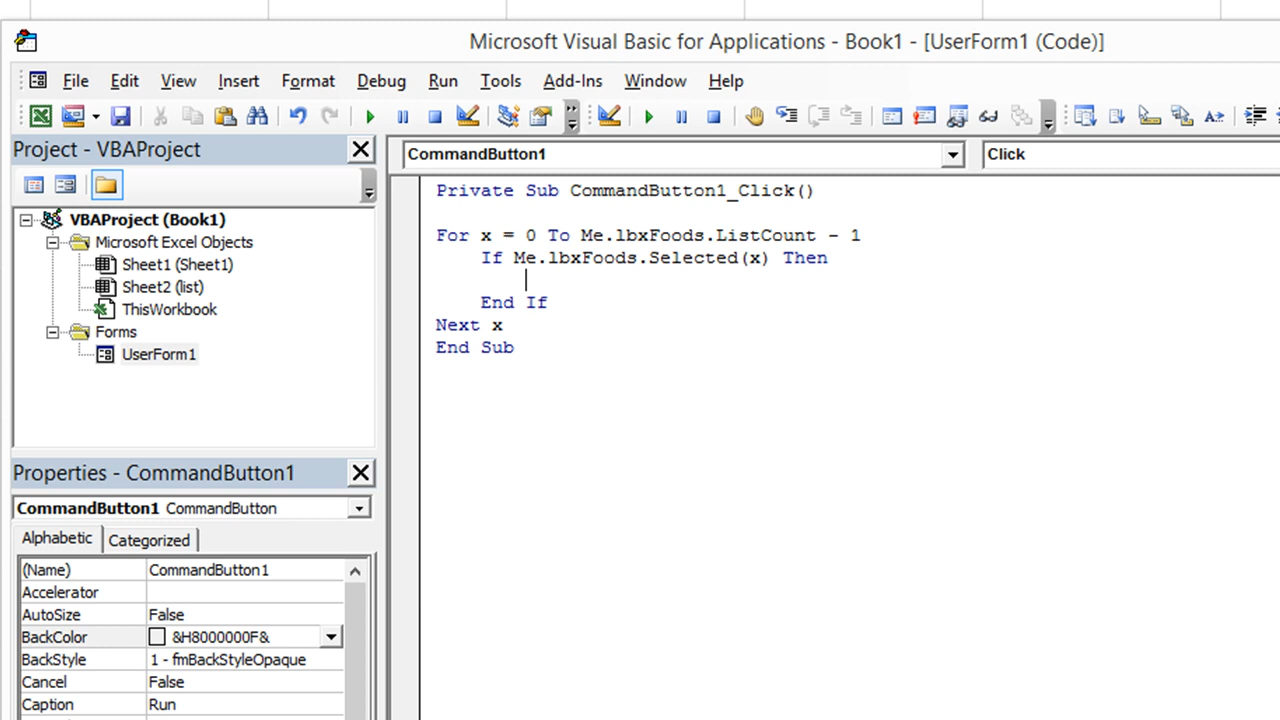 Microsoft Visual Basic for Applications - Book1 - [UserForm1 (Code)]
File Edit View Insert Format Debug Run Tools Add-Ins Window Help
Project - VBAProject
VBAProject (Book1)
Microsoft Excel Objects
Sheet1 (Sheet1)
Sheet2 (list)
ThisWorkbook
Forms
UserForm1
Properties - CommandButton1
CommandButton1 CommandButton
Alphabetic Categorized
(Name) CommandButton1
Accelerator
AutoSize False
BackColor &H8000000F&
BackStyle 1 - fmBackStyleOpaque
Cancel False
Caption Run
CommandButton1 Click
Private Sub CommandButton1_Click()
For x = 0 To Me.lbxFoods.ListCount - 1
If Me.lbxFoods.Selected(x) Then
End If
Next x
End Sub